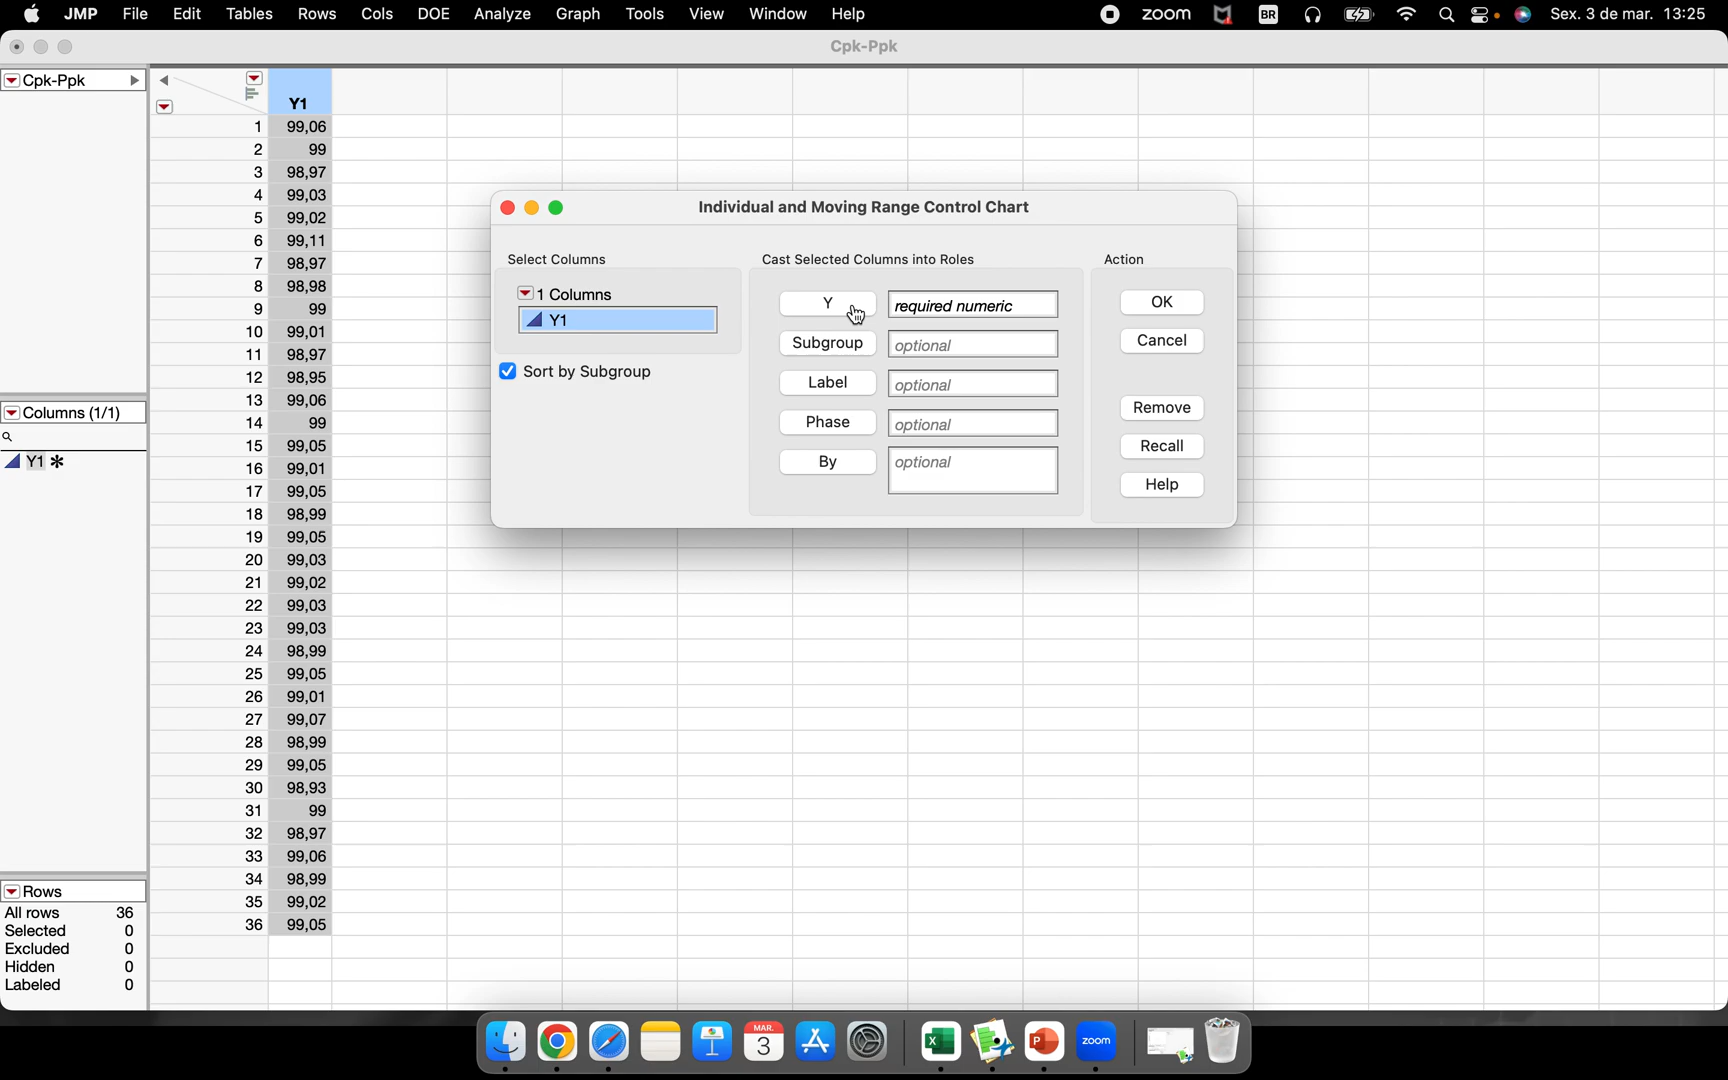 JMP File Edit Tables Rows Cols DOE Analyze Graph Tools View Window Help zoom BR Sex. 3 de mar. 13:25
Cpk-Ppk
Cpk-Ppk
Y1
1 99,06
2 99
3 98,97
4 99,03
5 99,02
6 99,11
7 98,97
8 98,98
9 99
10 99,01
11 98,97
12 98,95
13 99,06
14 99
15 99,05
16 99,01
17 99,05
18 98,99
19 99,05
20 99,03
21 99,02
22 99,03
23 99,03
24 98,99
25 99,05
26 99,01
27 99,07
28 98,99
29 99,05
30 98,93
31 99
32 98,97
33 99,06
34 98,99
35 99,02
36 99,05
Individual and Moving Range Control Chart
Select Columns
1 Columns
Y1
Sort by Subgroup
Cast Selected Columns into Roles
Y required numeric
Subgroup optional
Label optional
Phase optional
By optional
Action
OK
Cancel
Remove
Recall
Help
Columns (1/1)
Y1 *
Rows
All rows 36
Selected 0
Excluded 0
Hidden 0
Labeled 0
MAR.
3
X
P
zoom